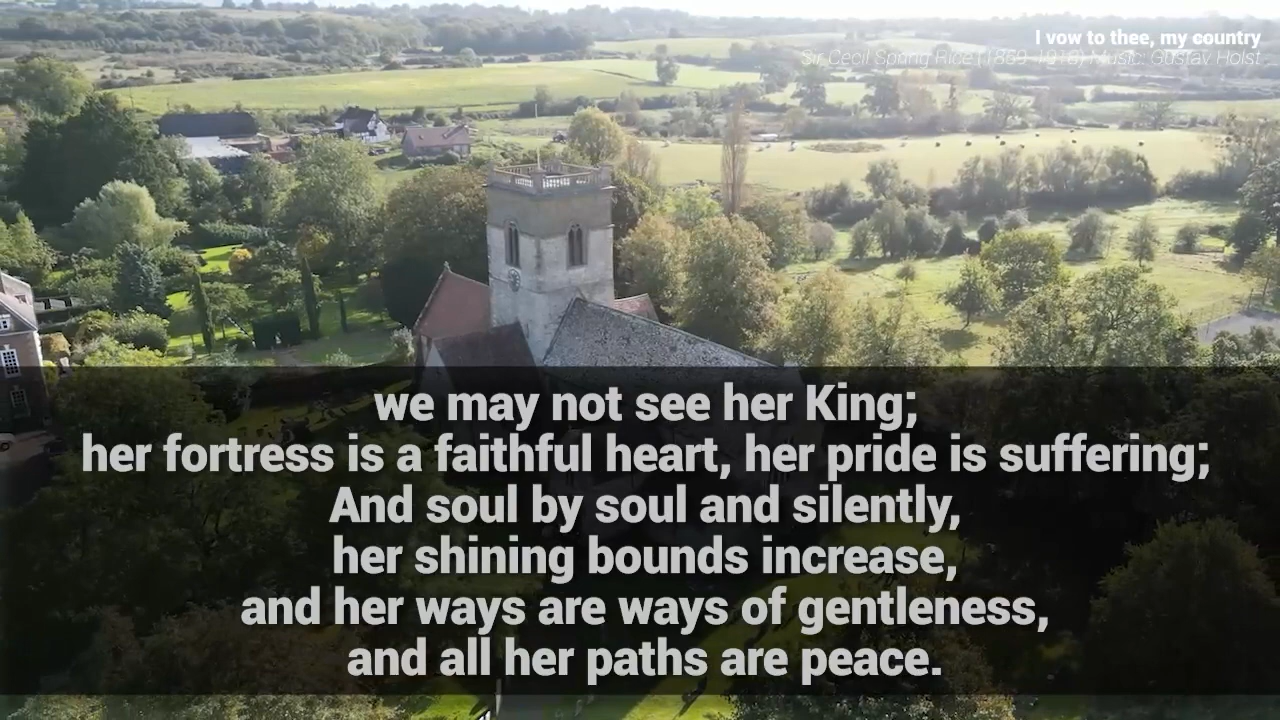 I vow to thee, my country
Sir Cecil Spring Rice (1859-1918) Music: Gustav Holst
we may not see her King;
her fortress is a faithful heart, her pride is suffering;
And soul by soul and silently,
her shining bounds increase,
and her ways are ways of gentleness,
and all her paths are peace.